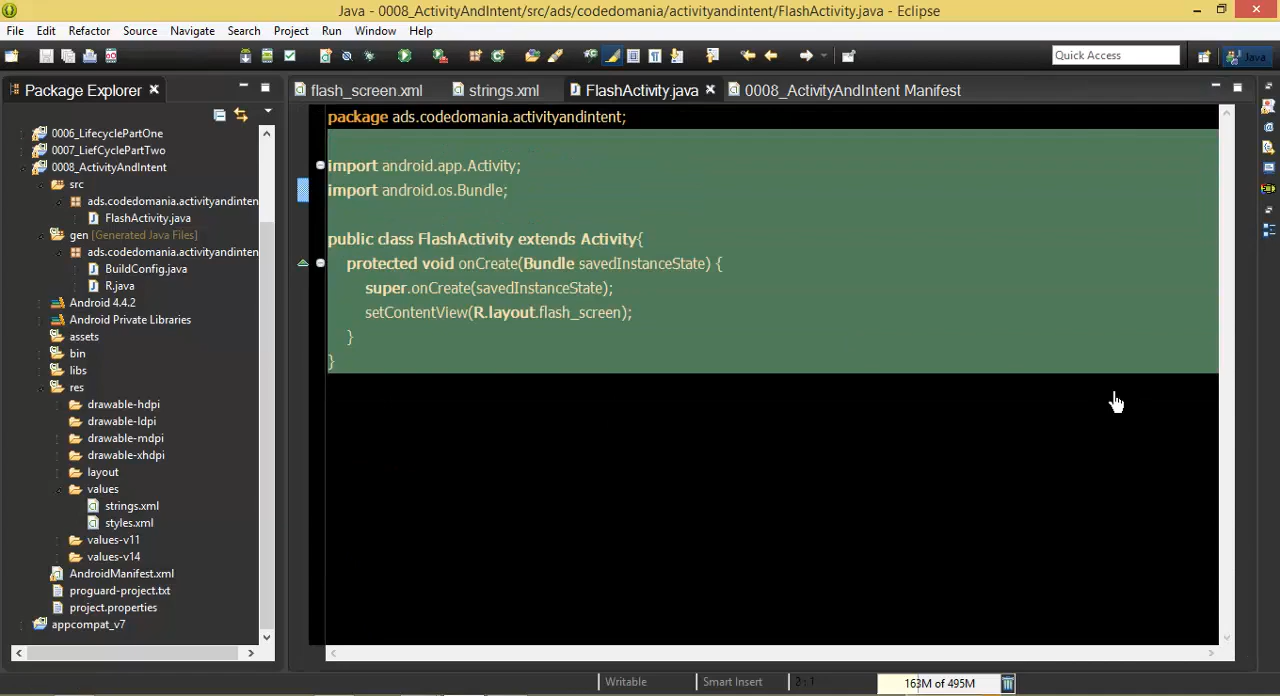 Java - 0008_ActivityAndIntent/src/ads/codedomania/activityandintent/FlashActivity.java - Eclipse
File Edit Refactor Source Navigate Search Project Run Window Help
Quick Access
Java
Package Explorer
flash_screen.xml
strings.xml
FlashActivity.java
0008_ActivityAndIntent Manifest
0006_LifecyclePartOne
0007_LiefCyclePartTwo
0008_ActivityAndIntent
src
ads.codedomania.activityandinten
FlashActivity.java
gen [Generated Java Files]
ads.codedomania.activityandinten
BuildConfig.java
R.java
Android 4.4.2
Android Private Libraries
assets
bin
libs
res
drawable-hdpi
drawable-ldpi
drawable-mdpi
drawable-xhdpi
layout
values
strings.xml
styles.xml
values-v11
values-v14
AndroidManifest.xml
proguard-project.txt
project.properties
appcompat_v7
package ads.codedomania.activityandintent;
import android.app.Activity;
import android.os.Bundle;
public class FlashActivity extends Activity{
protected void onCreate(Bundle savedInstanceState) {
super.onCreate(savedInstanceState);
setContentView(R.layout.flash_screen);
}
}
Writable
Smart Insert
2 : 1
163M of 495M